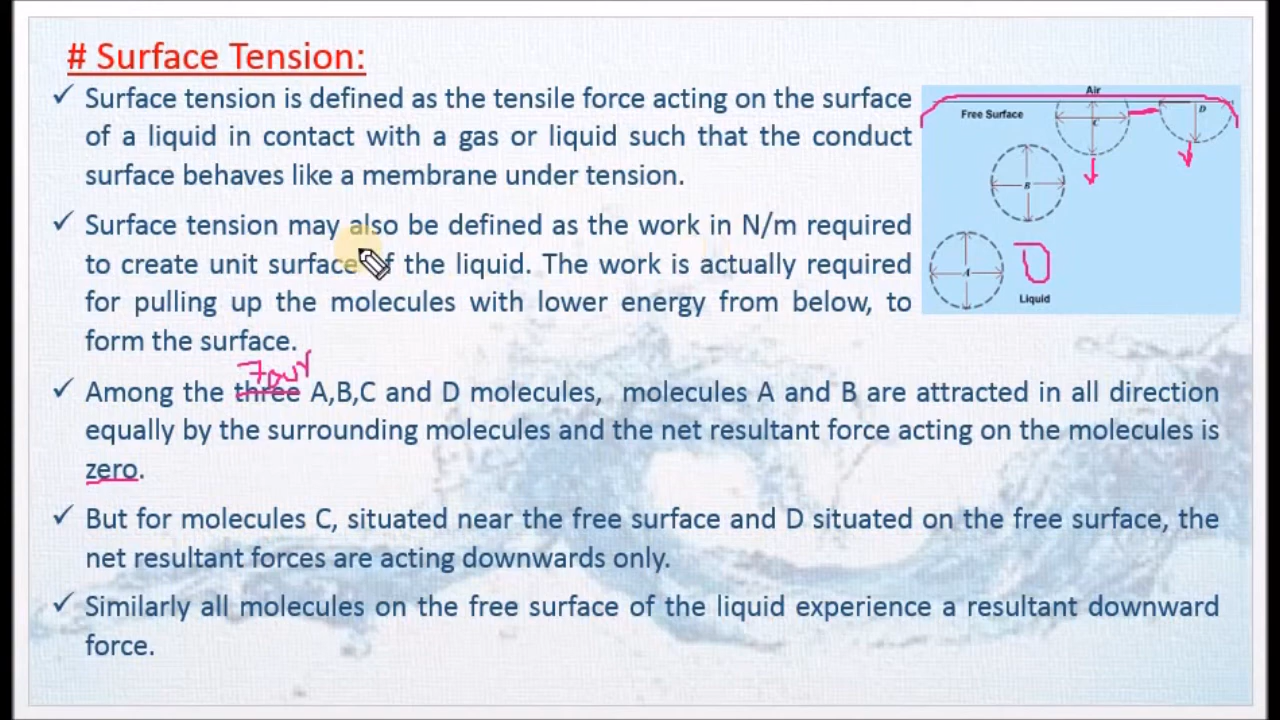 # Surface Tension:
✓ Surface tension is defined as the tensile force acting on the surface
of a liquid in contact with a gas or liquid such that the conduct
surface behaves like a membrane under tension.
✓ Surface tension may also be defined as the work in N/m required
to create unit surface of the liquid. The work is actually required
for pulling up the molecules with lower energy from below, to
form the surface.
Four
✓ Among the three A,B,C and D molecules, molecules A and B are attracted in all direction
equally by the surrounding molecules and the net resultant force acting on the molecules is
zero.
✓ But for molecules C, situated near the free surface and D situated on the free surface, the
net resultant forces are acting downwards only.
✓ Similarly all molecules on the free surface of the liquid experience a resultant downward
force.
Air
Free Surface
C
D
B
A
D
Liquid